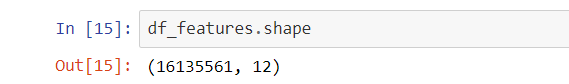 In [15]: df_features.shape
Out[15]: (16135561, 12)